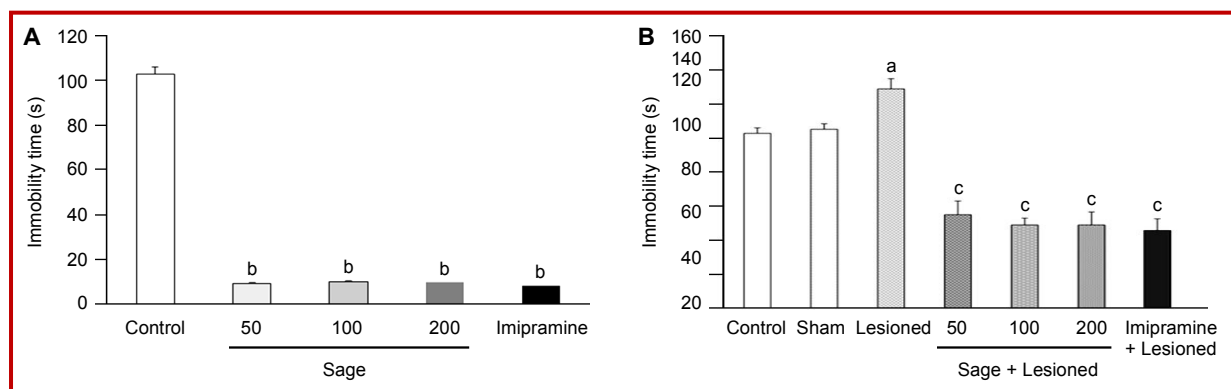 A
Immobility time (s)
120
100
80
60
40
20
0
b b b b
Control 50 100 200 Imipramine
Sage
B
Immobility time (s)
160
120
100
80
60
40
20
a
c c c c
Control Sham Lesioned 50 100 200 Imipramine
+ Lesioned
Sage + Lesioned